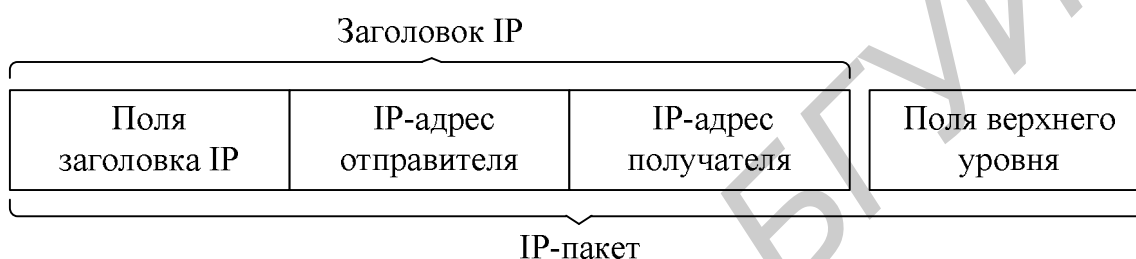 Заголовок IP
Поля
заголовка IP
IP-адрес
отправителя
IP-адрес
получателя
Поля верхнего
уровня
IP-пакет